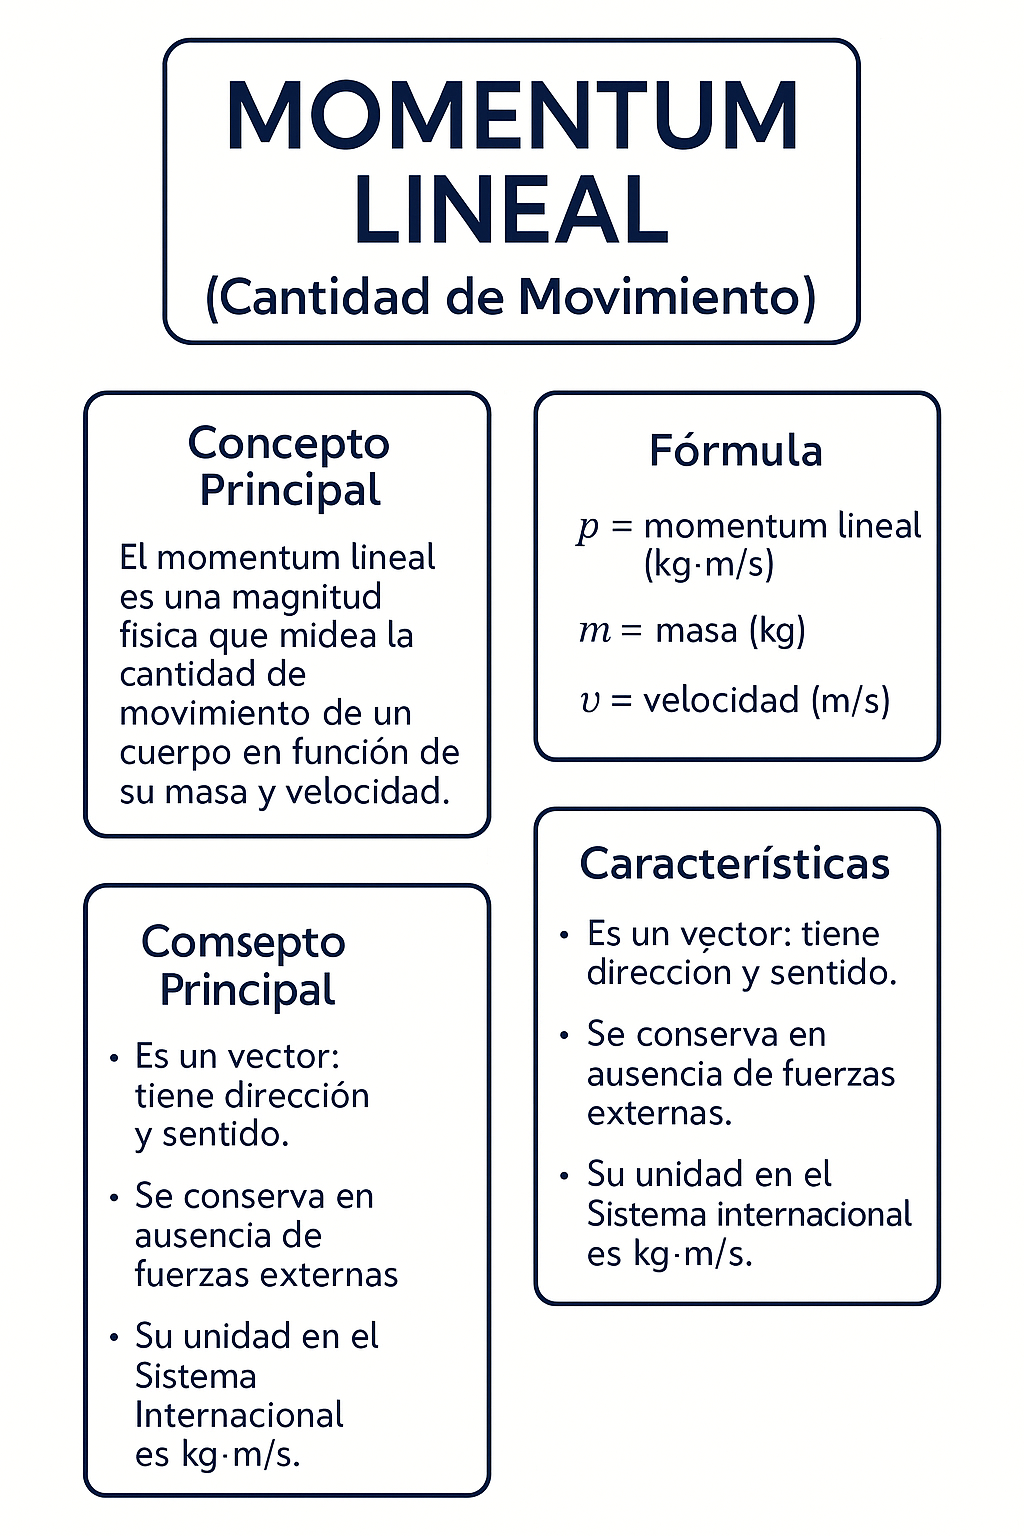 MOMENTUM
LINEAL
(Cantidad de Movimiento)
Concepto
Principal
El momentum lineal
es una magnitud
fisica que midea la
cantidad de
movimiento de un
cuerpo en función de
su masa y velocidad.
Fórmula
p = momentum lineal
(kg·m/s)
m = masa (kg)
v = velocidad (m/s)
Comsepto
Principal
• Es un vector:
tiene dirección
y sentido.
• Se conserva en
ausencia de
fuerzas externas
• Su unidad en el
Sistema
Internacional
es kg·m/s.
Características
• Es un vector: tiene
direccion y sentido.
• Se conserva en
ausencia de fuerzas
externas.
• Su unidad en el
Sistema internacional
es kg·m/s.